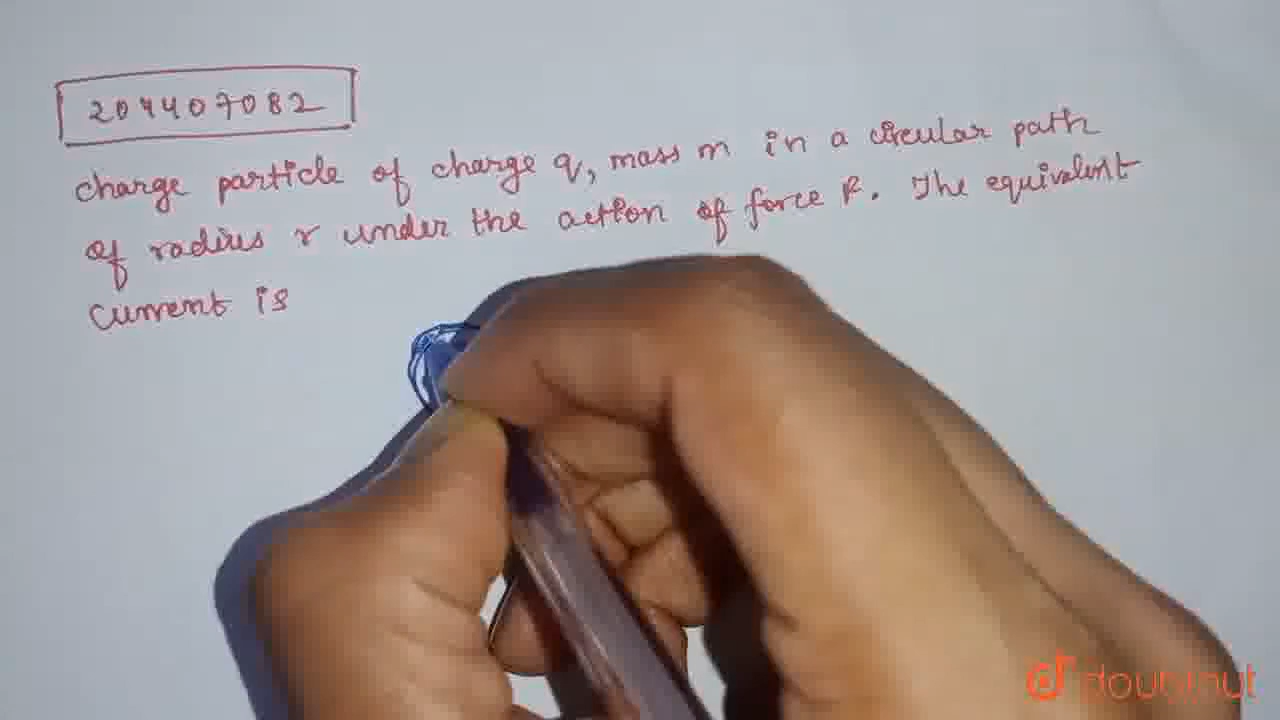 204407082
charge particle of charge q, mass m in a circular path
of radius r under the action of force F. The equivalent
current is
doubtnut